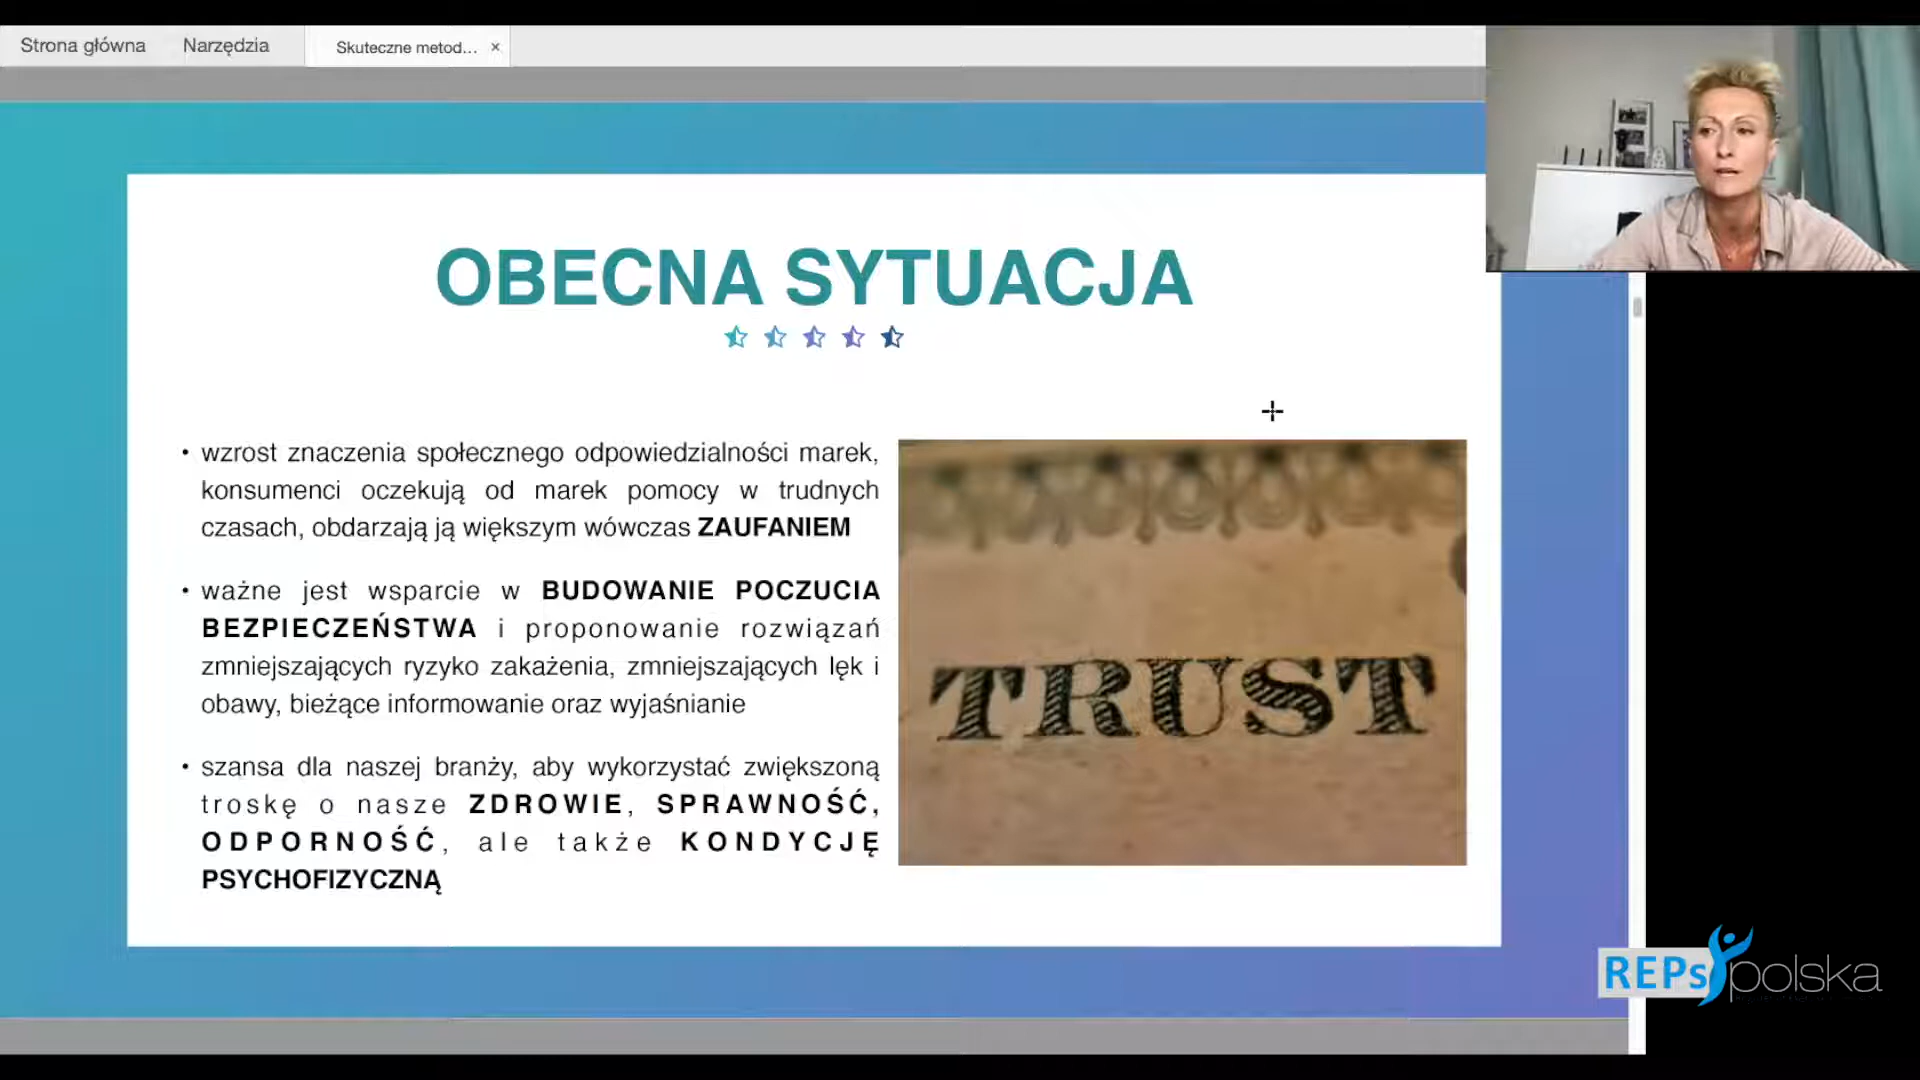 Strona główna Narzędzia Skuteczne metod... ×
OBECNA SYTUACJA
• wzrost znaczenia społecznego odpowiedzialności marek,
konsumenci oczekują od marek pomocy w trudnych
czasach, obdarzają ją większym wówczas ZAUFANIEM
• ważne jest wsparcie w BUDOWANIE POCZUCIA
BEZPIECZEŃSTWA i proponowanie rozwiązań
zmniejszających ryzyko zakażenia, zmniejszających lęk i
obawy, bieżące informowanie oraz wyjaśnianie
• szansa dla naszej branży, aby wykorzystać zwiększoną
troskę o nasze ZDROWIE, SPRAWNOŚĆ,
ODPORNOŚĆ, ale także KONDYCJĘ
PSYCHOFIZYCZNĄ
TRUST
REPs polska